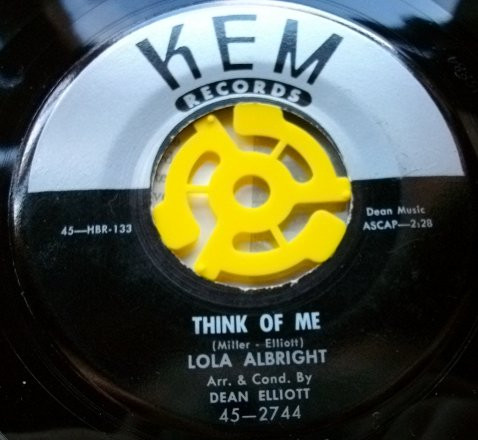 KEM
RECORDS
45—HBR-133
Dean Music
ASCAP—2:28
THINK OF ME
(Miller - Elliott)
LOLA ALBRIGHT
Arr. & Cond. By
DEAN ELLIOTT
45—2744